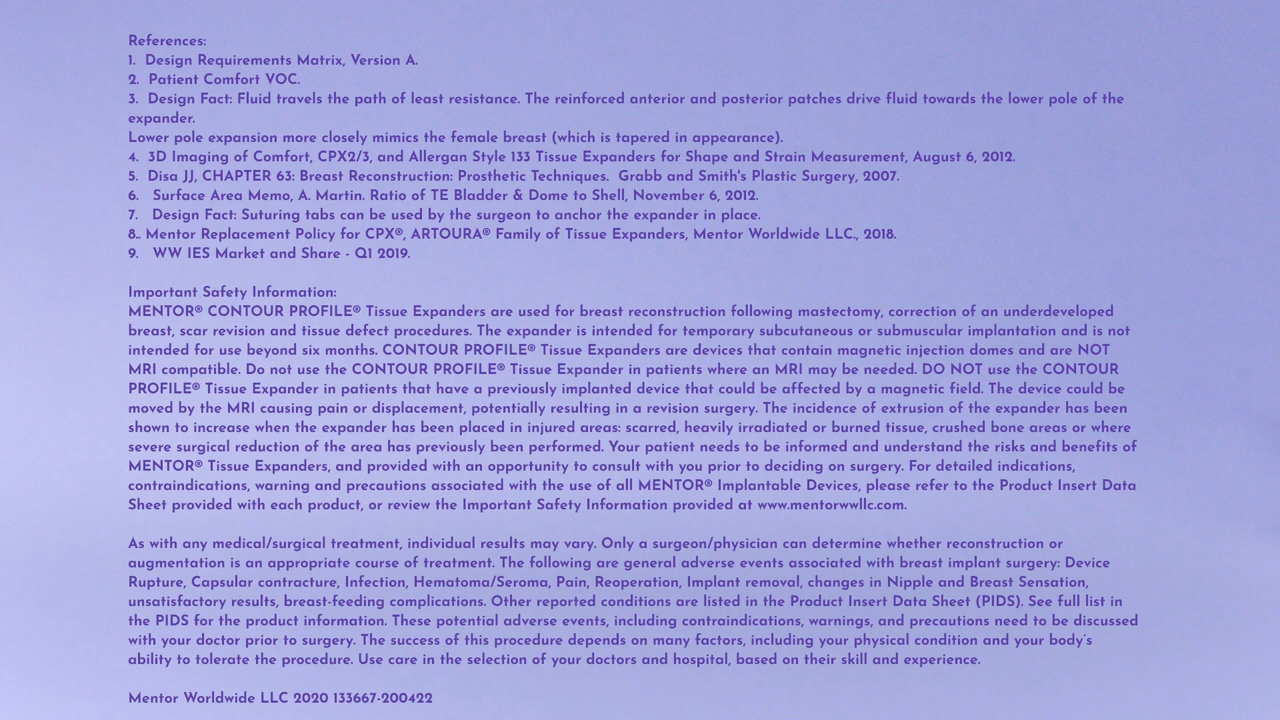 References:
1.  Design Requirements Matrix, Version A.
2.  Patient Comfort VOC.
3.  Design Fact: Fluid travels the path of least resistance. The reinforced anterior and posterior patches drive fluid towards the lower pole of the
expander.
Lower pole expansion more closely mimics the female breast (which is tapered in appearance).
4.  3D Imaging of Comfort, CPX2/3, and Allergan Style 133 Tissue Expanders for Shape and Strain Measurement, August 6, 2012.
5.  Disa JJ, CHAPTER 63: Breast Reconstruction: Prosthetic Techniques.  Grabb and Smith's Plastic Surgery, 2007.
6.   Surface Area Memo, A. Martin. Ratio of TE Bladder & Dome to Shell, November 6, 2012.
7.   Design Fact: Suturing tabs can be used by the surgeon to anchor the expander in place.
8.. Mentor Replacement Policy for CPX®, ARTOURA® Family of Tissue Expanders, Mentor Worldwide LLC., 2018.
9.   WW IES Market and Share - Q1 2019.

Important Safety Information:
MENTOR® CONTOUR PROFILE® Tissue Expanders are used for breast reconstruction following mastectomy, correction of an underdeveloped
breast, scar revision and tissue defect procedures. The expander is intended for temporary subcutaneous or submuscular implantation and is not
intended for use beyond six months. CONTOUR PROFILE® Tissue Expanders are devices that contain magnetic injection domes and are NOT
MRI compatible. Do not use the CONTOUR PROFILE® Tissue Expander in patients where an MRI may be needed. DO NOT use the CONTOUR
PROFILE® Tissue Expander in patients that have a previously implanted device that could be affected by a magnetic field. The device could be
moved by the MRI causing pain or displacement, potentially resulting in a revision surgery. The incidence of extrusion of the expander has been
shown to increase when the expander has been placed in injured areas: scarred, heavily irradiated or burned tissue, crushed bone areas or where
severe surgical reduction of the area has previously been performed. Your patient needs to be informed and understand the risks and benefits of
MENTOR® Tissue Expanders, and provided with an opportunity to consult with you prior to deciding on surgery. For detailed indications,
contraindications, warning and precautions associated with the use of all MENTOR® Implantable Devices, please refer to the Product Insert Data
Sheet provided with each product, or review the Important Safety Information provided at www.mentorwwllc.com.

As with any medical/surgical treatment, individual results may vary. Only a surgeon/physician can determine whether reconstruction or
augmentation is an appropriate course of treatment. The following are general adverse events associated with breast implant surgery: Device
Rupture, Capsular contracture, Infection, Hematoma/Seroma, Pain, Reoperation, Implant removal, changes in Nipple and Breast Sensation,
unsatisfactory results, breast-feeding complications. Other reported conditions are listed in the Product Insert Data Sheet (PIDS). See full list in
the PIDS for the product information. These potential adverse events, including contraindications, warnings, and precautions need to be discussed
with your doctor prior to surgery. The success of this procedure depends on many factors, including your physical condition and your body's
ability to tolerate the procedure. Use care in the selection of your doctors and hospital, based on their skill and experience.

Mentor Worldwide LLC 2020 133667-200422